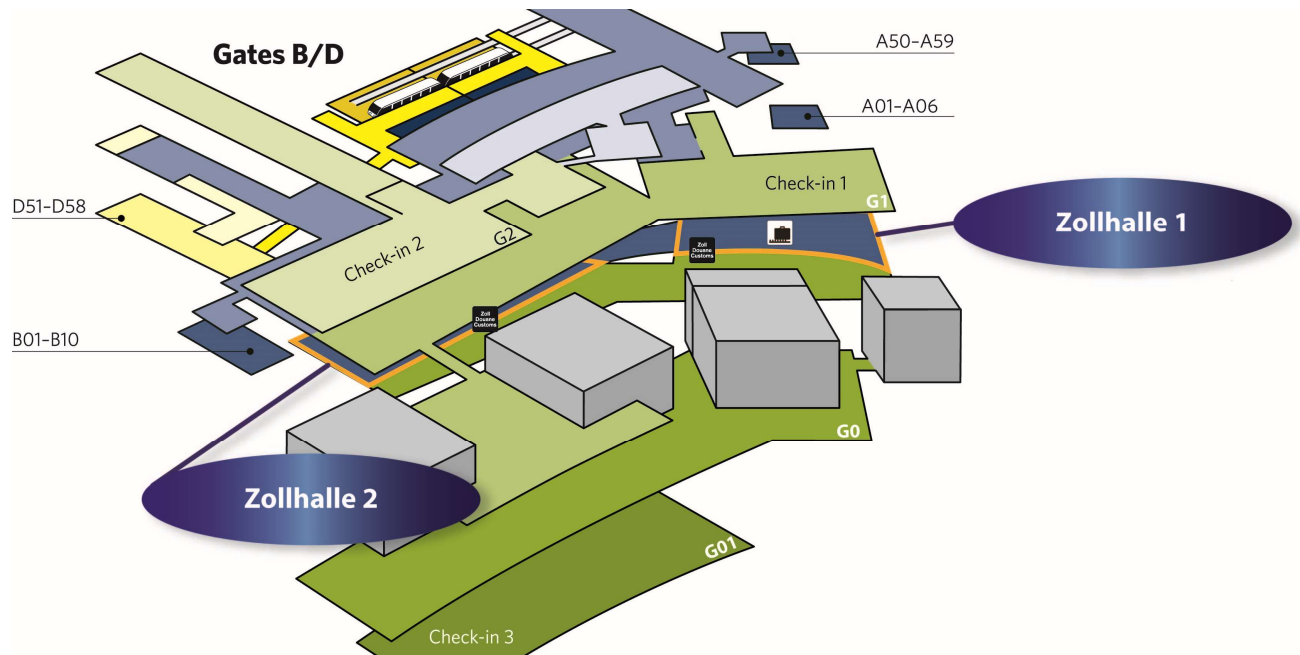 Gates B/D
A50–A59
A01–A06
Check-in 1
G1
D51–D58
Zollhalle 1
G2
Check-in 2
Zoll
Douane
Customs
Zoll
Douane
Customs
B01–B10
G0
Zollhalle 2
G01
Check-in 3